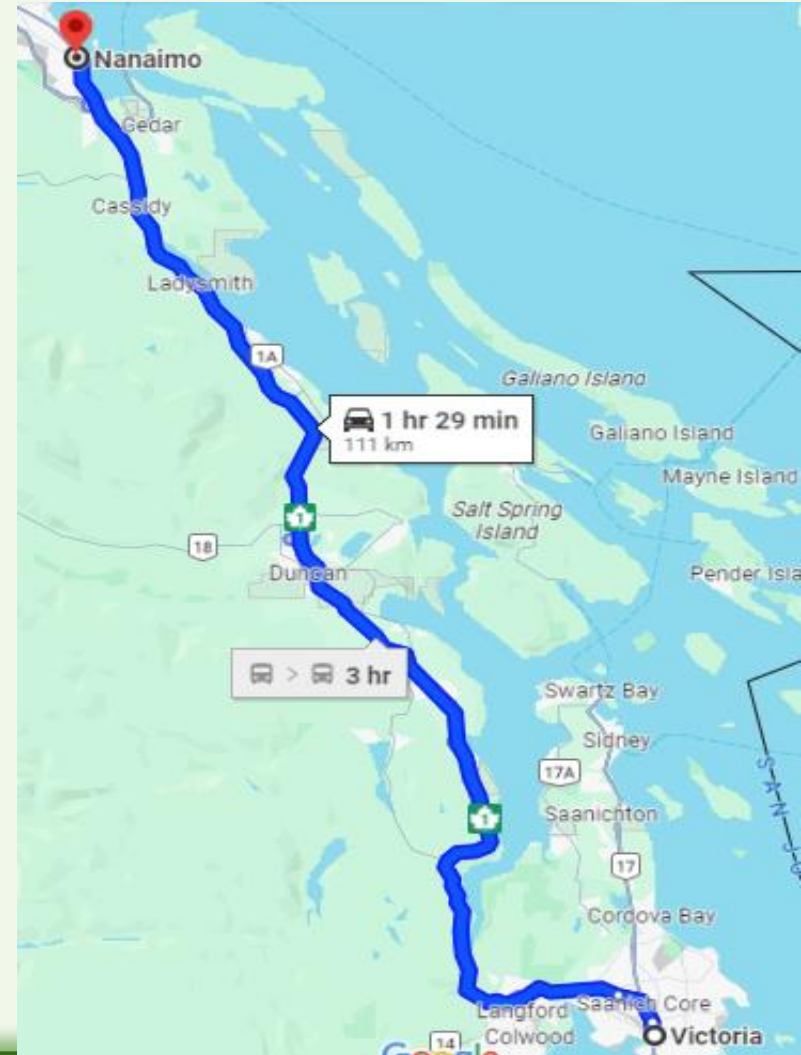 Nanaimo
Cedar
Cassidy
Ladysmith
1A
Galiano Island
1 hr 29 min
111 km
Galiano Island
Mayne Island
Salt Spring
Island
1
18
Duncan
Pender Isla
> 3 hr
Swartz Bay
Sidney
17A
Saanichton
1
17
SAN J
Cordova Bay
Langford
Saanich Core
14
Colwood
Victoria
Google